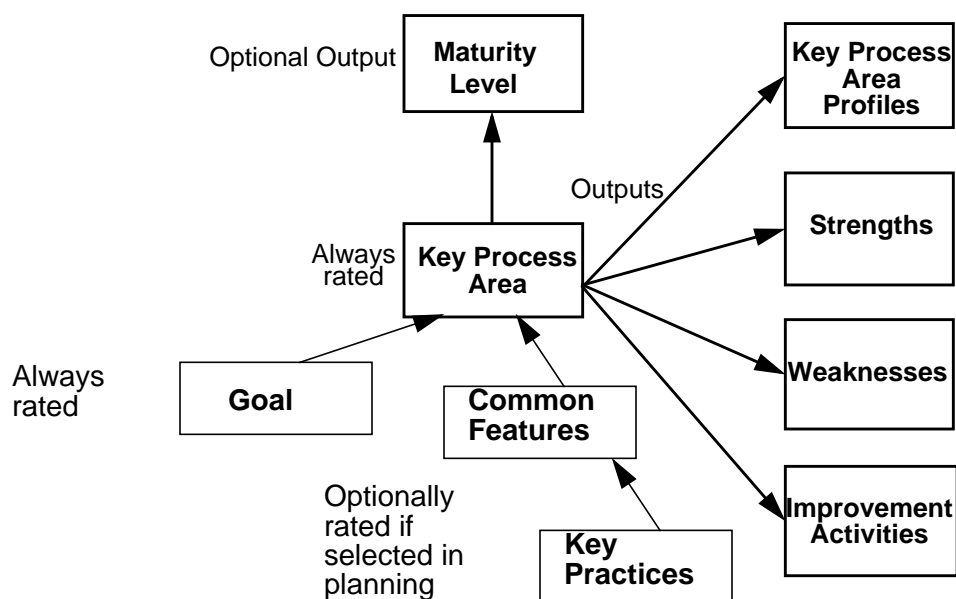 Optional Output
Maturity
Level
Key Process
Area
Profiles
Outputs
Strengths
Always
rated
Key Process
Area
Always
rated
Goal
Common
Features
Weaknesses
Optionally
rated if
selected in
planning
Key
Practices
Improvement
Activities